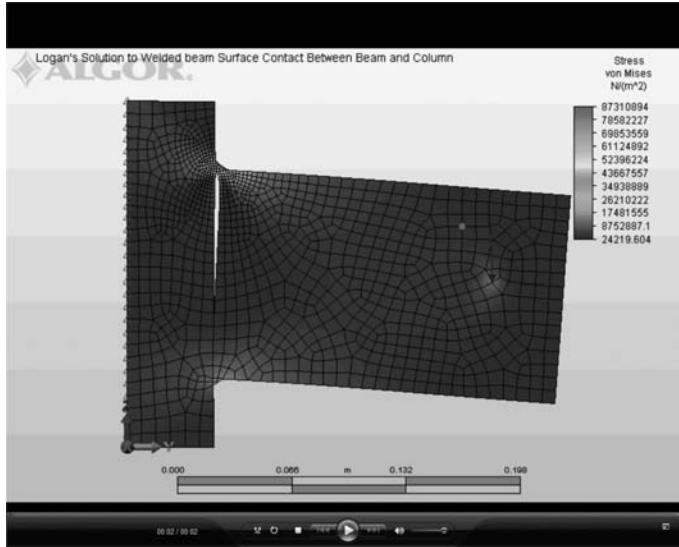 Logan's Solution to Welded beam Surface Contact Between Beam and Column
ALGOR.
Stress
von Mises
N/(m^2)
87310894
78582227
69853559
61124892
52396224
43667557
34938889
26210222
17481555
8752887.1
24219.604
Y
0.000
0.066
m
0.132
0.198
00:02 / 00:02